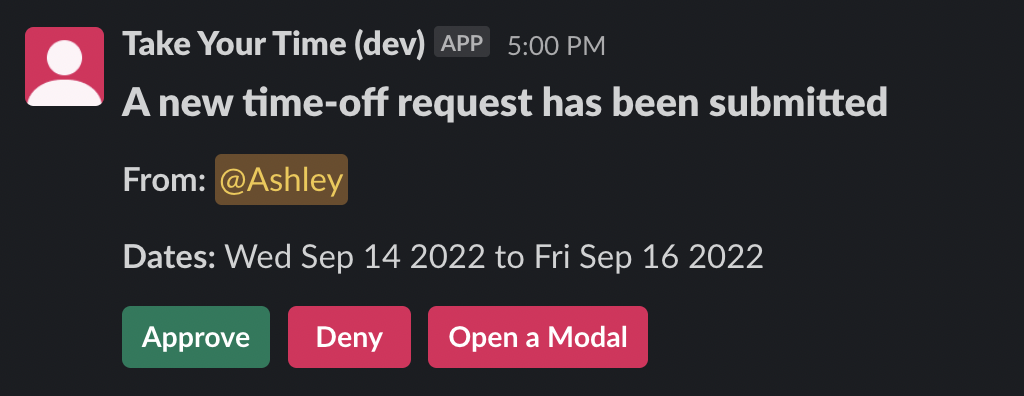 Take Your Time (dev) APP 5:00 PM
A new time-off request has been submitted
From: @Ashley
Dates: Wed Sep 14 2022 to Fri Sep 16 2022
Approve Deny Open a Modal